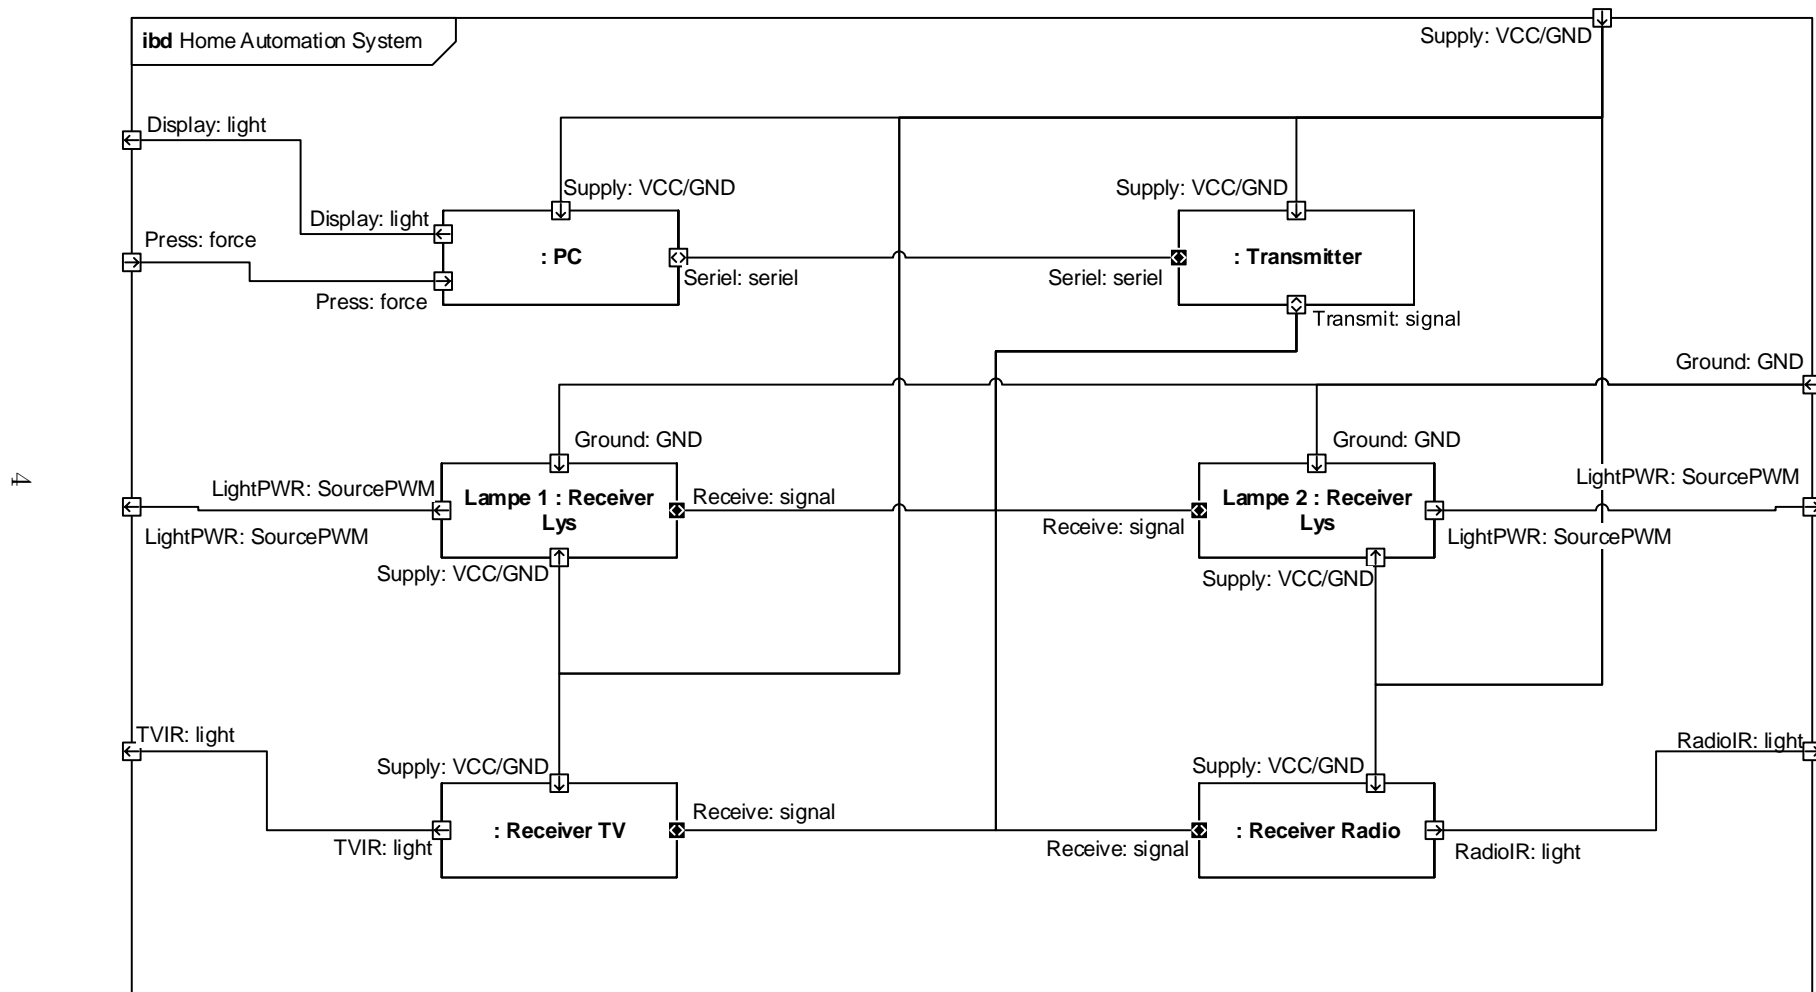 ibd Home Automation System
Supply: VCC/GND
Display: light
Supply: VCC/GND
Supply: VCC/GND
Display: light
Press: force
: PC
: Transmitter
Seriel: seriel
Seriel: seriel
Press: force
Transmit: signal
Ground: GND
Ground: GND
Ground: GND
4
LightPWR: SourcePWM
Lampe 1 : Receiver
Lys
Receive: signal
Lampe 2 : Receiver
Lys
LightPWR: SourcePWM
Receive: signal
LightPWR: SourcePWM
LightPWR: SourcePWM
Supply: VCC/GND
Supply: VCC/GND
TVIR: light
RadioIR: light
Supply: VCC/GND
Supply: VCC/GND
Receive: signal
: Receiver TV
: Receiver Radio
TVIR: light
Receive: signal
RadioIR: light